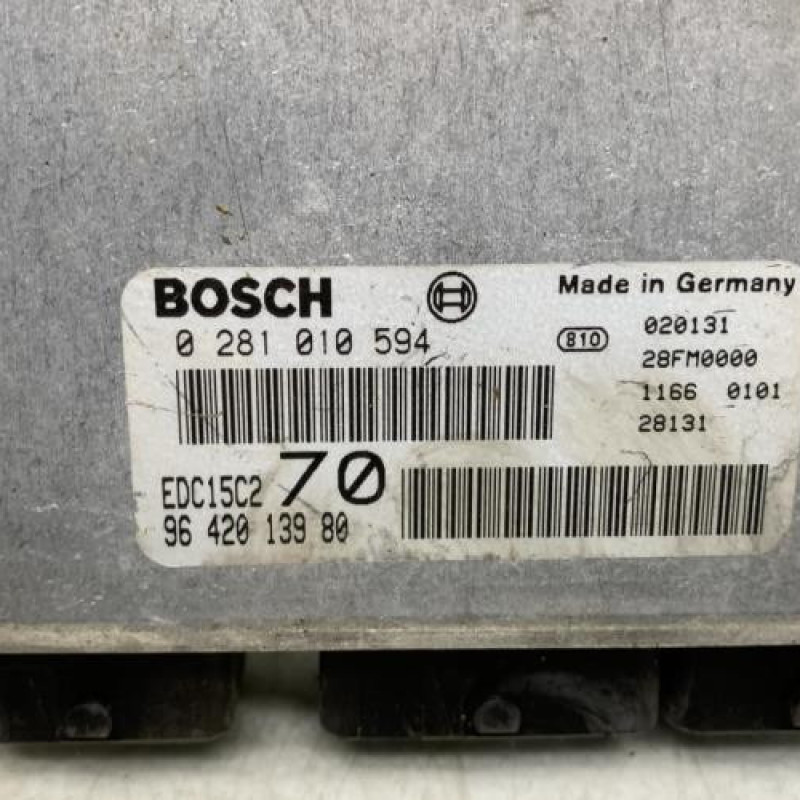 BOSCH
Made in Germany
0 281 010 594
810
020131
28FM0000
1166 0101
28131
EDC15C2 70
96 420 139 80